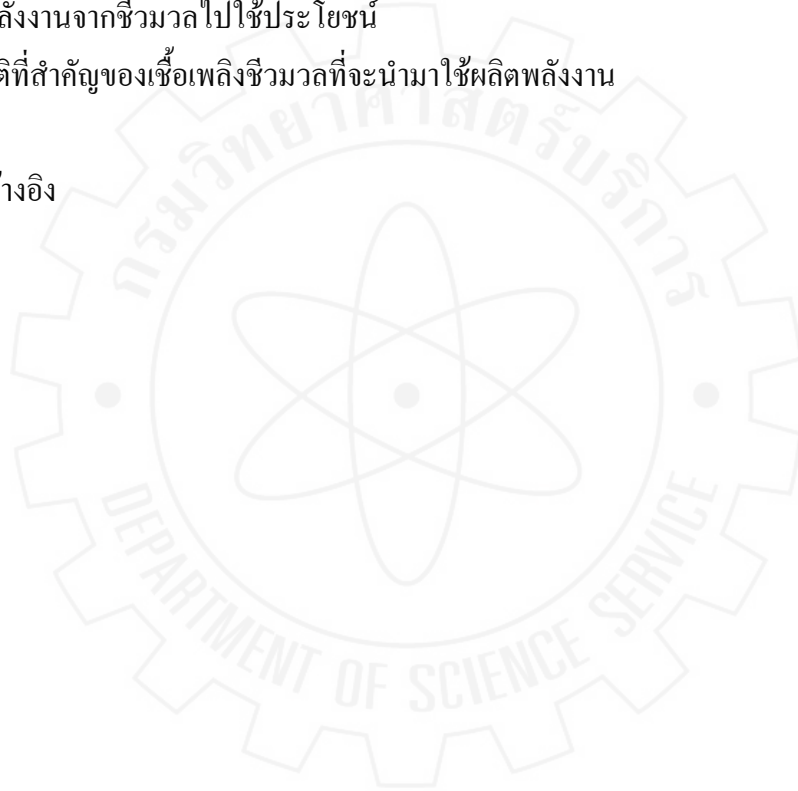 ลังงานจากชีวมวลไปใช้ประโยชน์
ติที่สำคัญของเชื้อเพลิงชีวมวลที่จะนำมาใช้ผลิตพลังงาน
้างอิง
กรมวิทยาศาสตร์บริการ
DEPARTMENT OF SCIENCE SERVICE